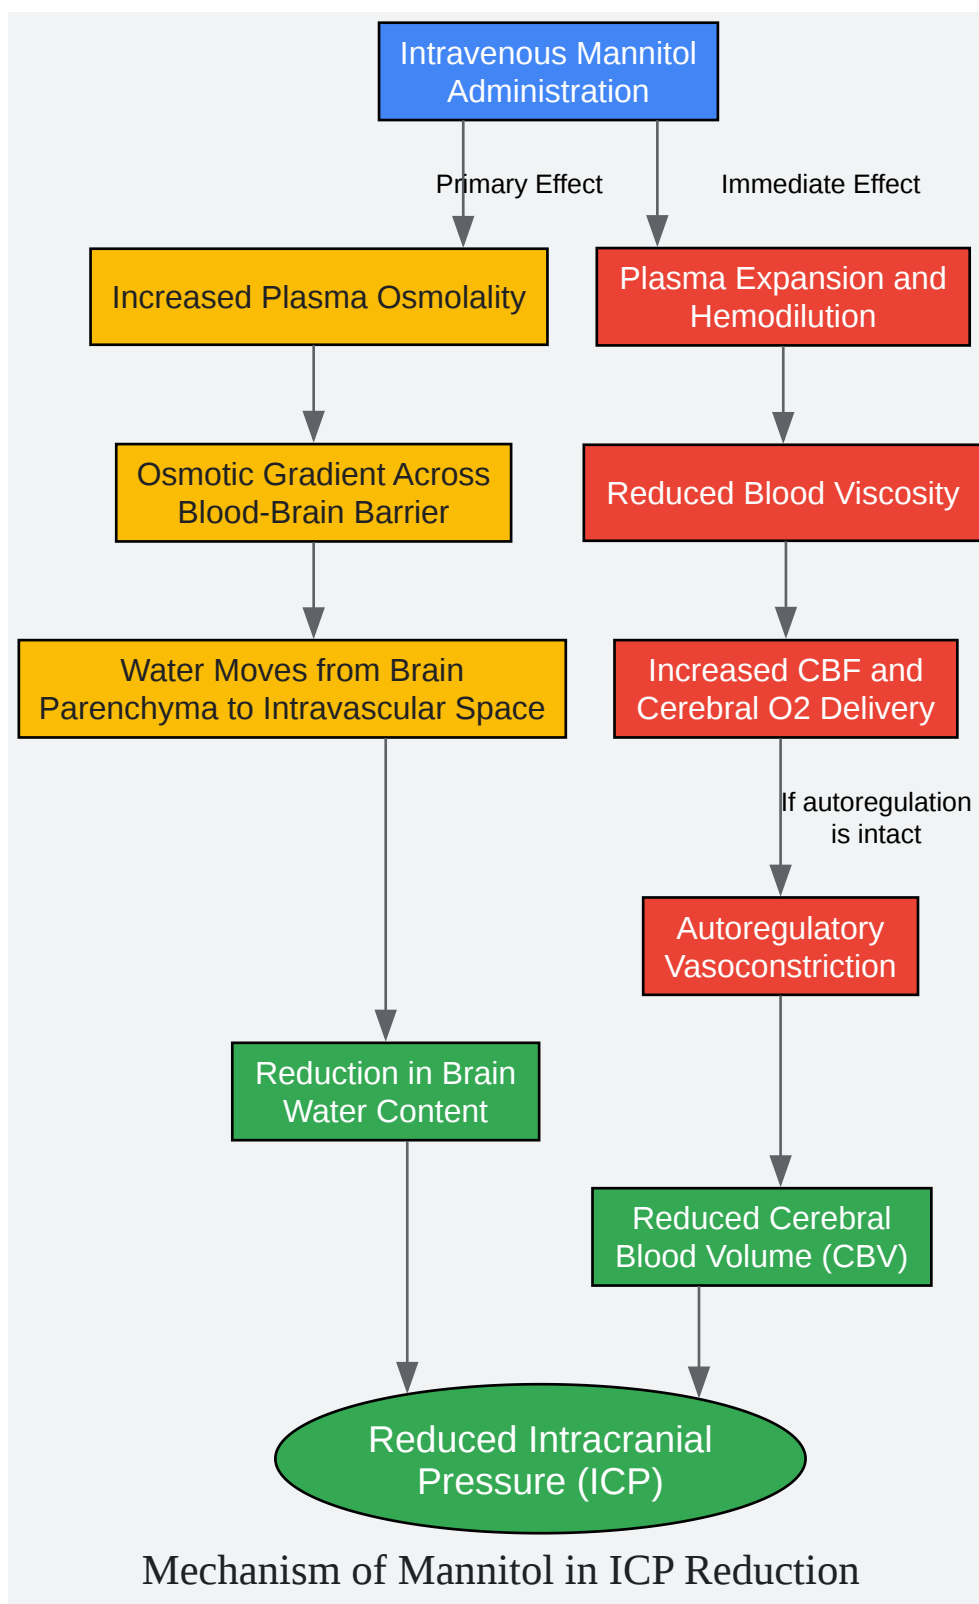 Intravenous Mannitol
Administration
Primary Effect
Immediate Effect
Increased Plasma Osmolality
Plasma Expansion and
Hemodilution
Osmotic Gradient Across
Blood-Brain Barrier
Reduced Blood Viscosity
Water Moves from Brain
Parenchyma to Intravascular Space
Increased CBF and
Cerebral O2 Delivery
If autoregulation
is intact
Autoregulatory
Vasoconstriction
Reduction in Brain
Water Content
Reduced Cerebral
Blood Volume (CBV)
Reduced Intracranial
Pressure (ICP)
Mechanism of Mannitol in ICP Reduction